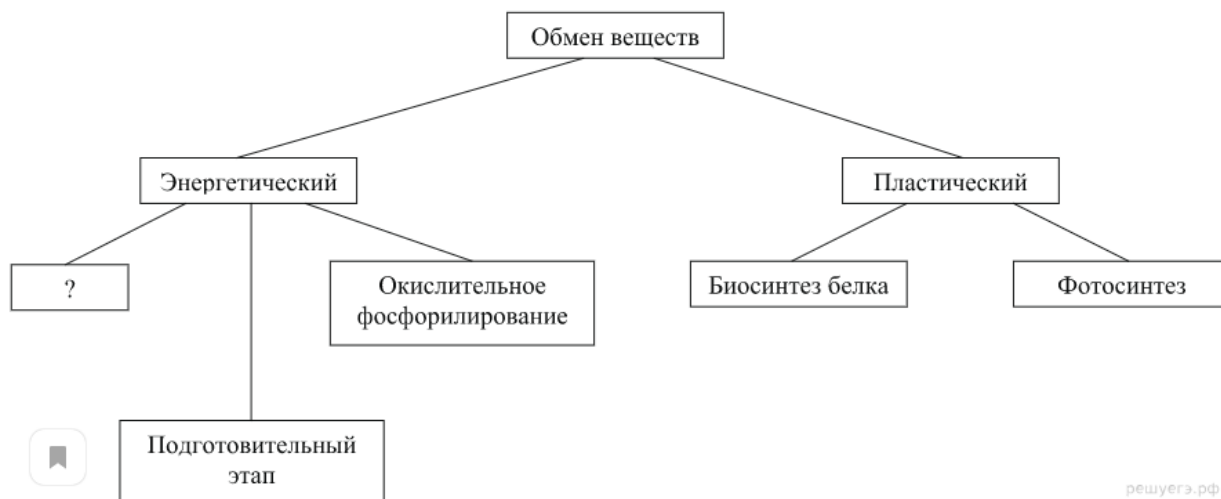 Обмен веществ
Энергетический
Пластический
?
Окислительное
фосфорилирование
Биосинтез белка
Фотосинтез
Подготовительный
этап
решуегэ.рф